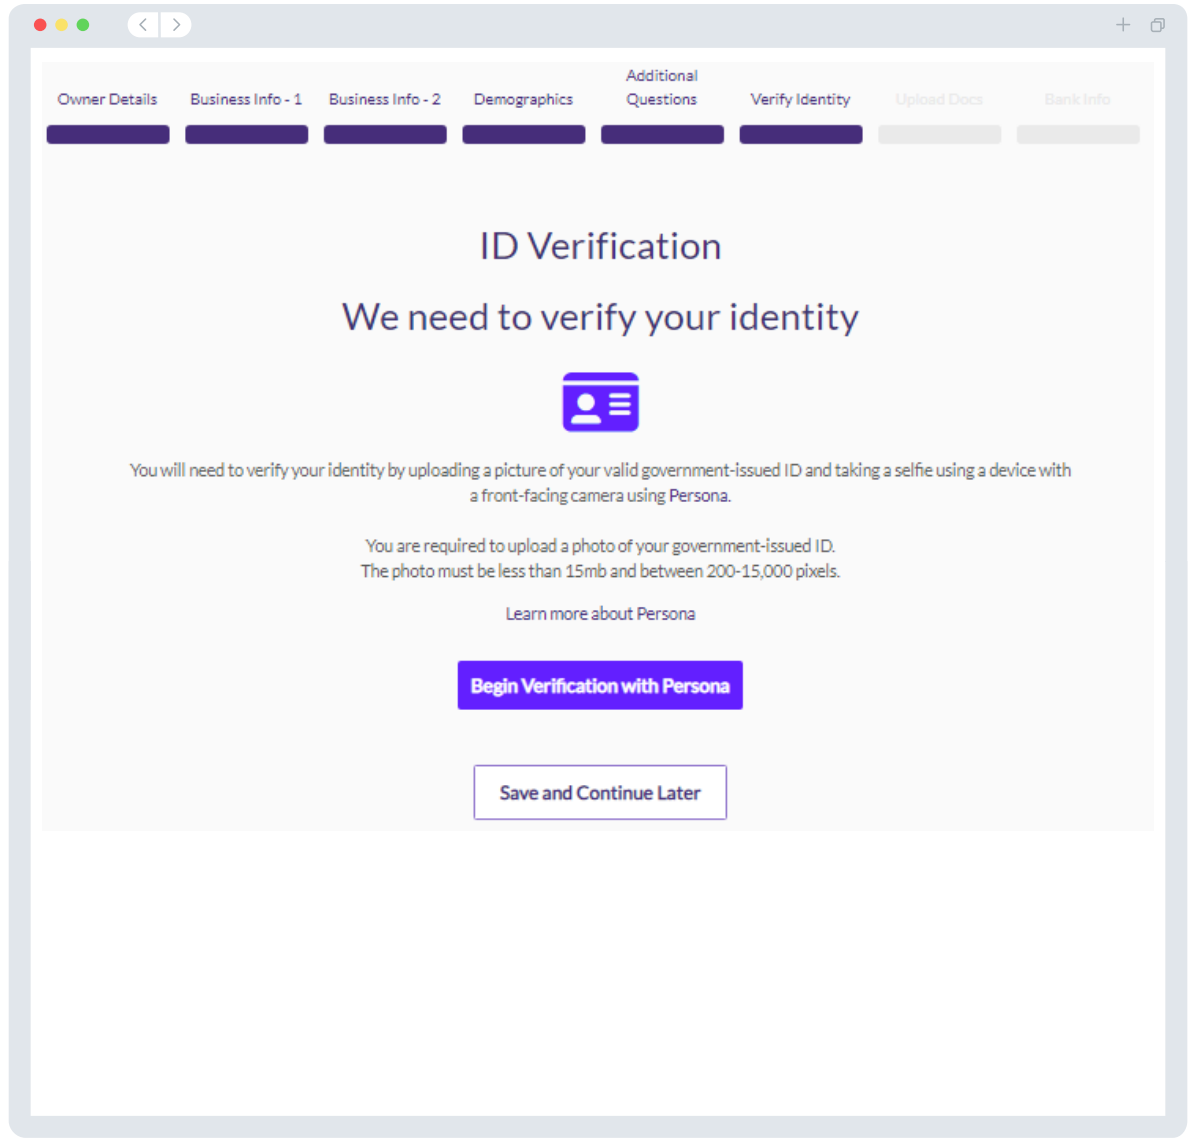 Owner Details
Business Info - 1
Business Info - 2
Demographics
Additional
Questions
Verify Identity
Upload Docs
Bank Info
ID Verification
We need to verify your identity
You will need to verify your identity by uploading a picture of your valid government-issued ID and taking a selfie using a device with
a front-facing camera using Persona.
You are required to upload a photo of your government-issued ID.
The photo must be less than 15mb and between 200-15,000 pixels.
Learn more about Persona
Begin Verification with Persona
Save and Continue Later